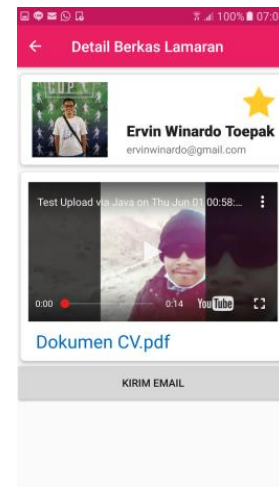 100% 07:0
Detail Berkas Lamaran
CUP
Ervin Winardo Toepak
ervinwinardo@gmail.com
Test Upload via Java on Thu Jun 01 00:58:...
0:00
0:14
YouTube
Dokumen CV.pdf
KIRIM EMAIL